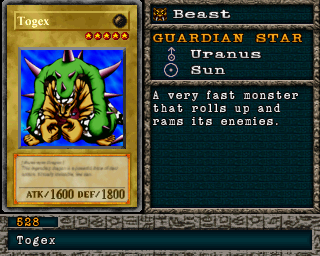 Togex
ATK/1600 DEF/1800
Beast
GUARDIAN STAR
Uranus
Sun
A very fast monster
that rolls up and
rams its enemies.
528
Togex